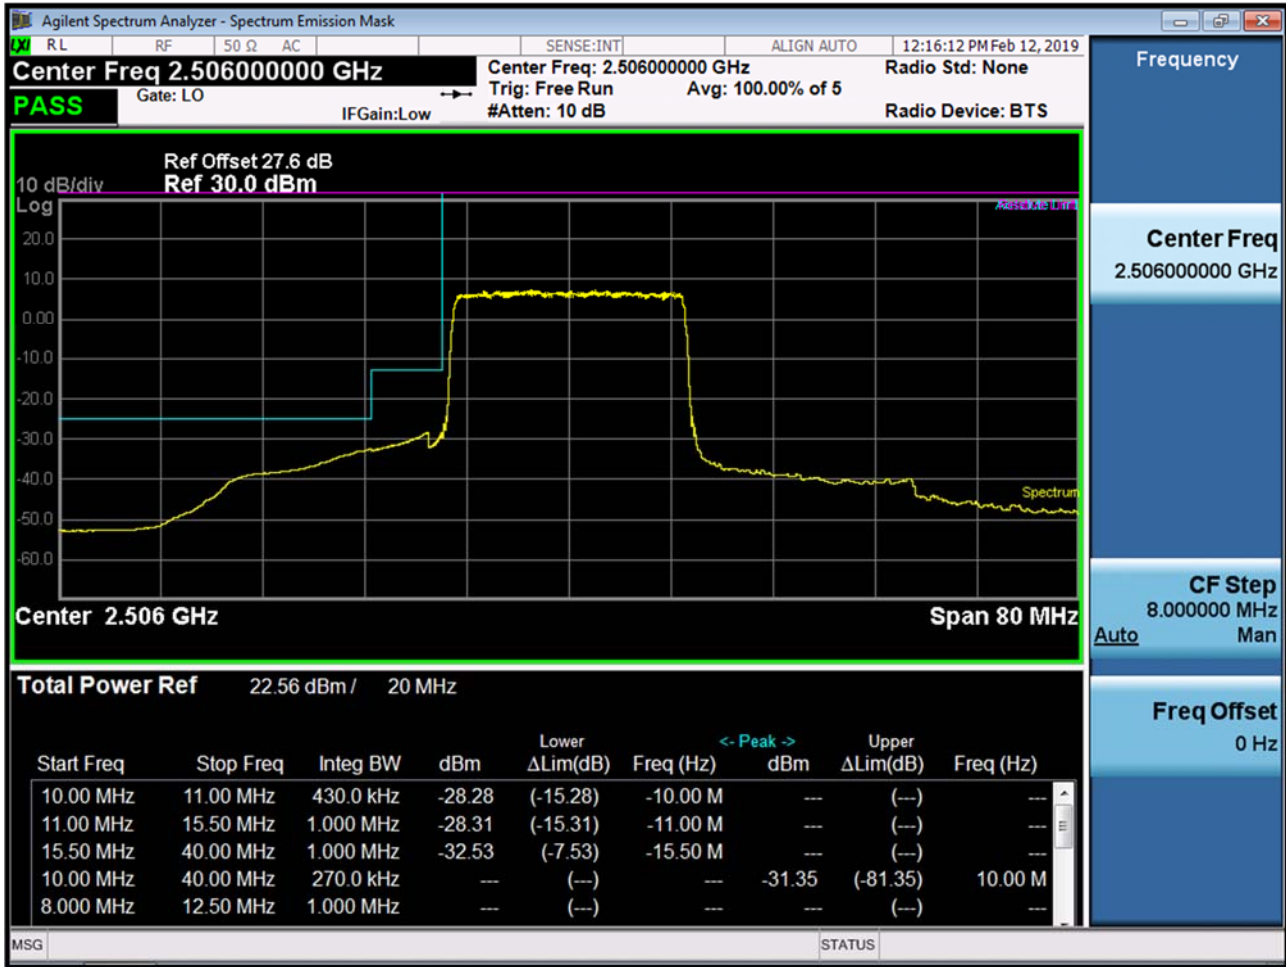 Agilent Spectrum Analyzer - Spectrum Emission Mask
LXI RL RF 50 Ω AC SENSE:INT ALIGN AUTO 12:16:12 PM Feb 12, 2019
Center Freq 2.506000000 GHz
Center Freq: 2.506000000 GHz
Radio Std: None
PASS
Gate: LO
IFGain:Low
Trig: Free Run
Avg: 100.00% of 5
#Atten: 10 dB
Radio Device: BTS
Ref Offset 27.6 dB
10 dB/div Ref 30.0 dBm
Log
Absolute Limit
20.0
10.0
0.00
-10.0
-20.0
-30.0
-40.0
-50.0
-60.0
Spectrum
Center 2.506 GHz
Span 80 MHz
Total Power Ref 22.56 dBm / 20 MHz
Lower <- Peak -> Upper
Start Freq Stop Freq Integ BW dBm ΔLim(dB) Freq (Hz) dBm ΔLim(dB) Freq (Hz)
10.00 MHz 11.00 MHz 430.0 kHz -28.28 (-15.28) -10.00 M --- (---) ---
11.00 MHz 15.50 MHz 1.000 MHz -28.31 (-15.31) -11.00 M --- (---) ---
15.50 MHz 40.00 MHz 1.000 MHz -32.53 (-7.53) -15.50 M --- (---) ---
10.00 MHz 40.00 MHz 270.0 kHz --- (---) --- -31.35 (-81.35) 10.00 M
8.000 MHz 12.50 MHz 1.000 MHz --- (---) --- --- (---) ---
MSG
STATUS
Frequency
Center Freq
2.506000000 GHz
CF Step
8.000000 MHz
Auto Man
Freq Offset
0 Hz